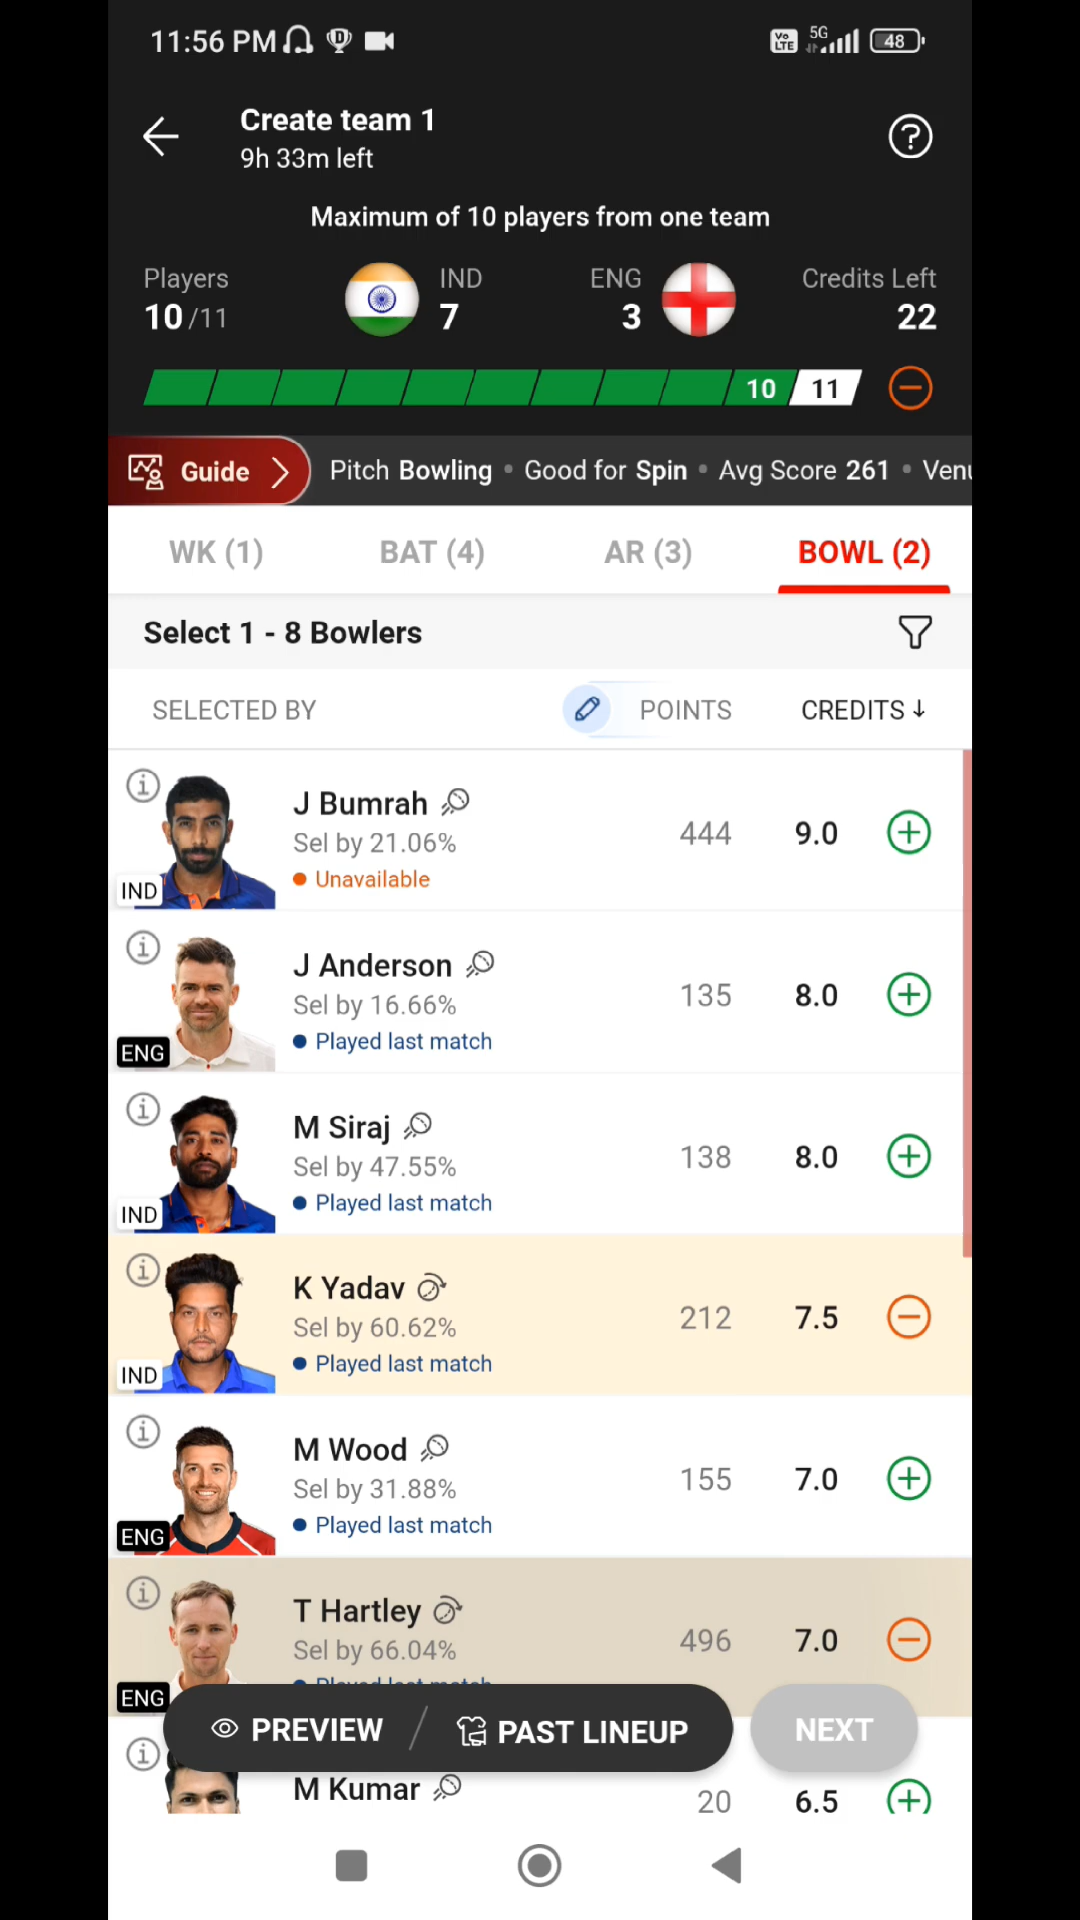 11:56 PM
Vo LTE 5G 48
Create team 1
9h 33m left
Maximum of 10 players from one team
Players IND ENG Credits Left
10/11 7 3 22
10 11
Guide Pitch Bowling • Good for Spin • Avg Score 261 • Venu
WK (1) BAT (4) AR (3) BOWL (2)
Select 1 - 8 Bowlers
SELECTED BY POINTS CREDITS ↓
J Bumrah
Sel by 21.06% 444 9.0
Unavailable
IND
J Anderson
Sel by 16.66% 135 8.0
Played last match
ENG
M Siraj
Sel by 47.55% 138 8.0
Played last match
IND
K Yadav
Sel by 60.62% 212 7.5
Played last match
IND
M Wood
Sel by 31.88% 155 7.0
Played last match
ENG
T Hartley
Sel by 66.04% 496 7.0
Played last match
ENG
PREVIEW / PAST LINEUP NEXT
M Kumar 20 6.5